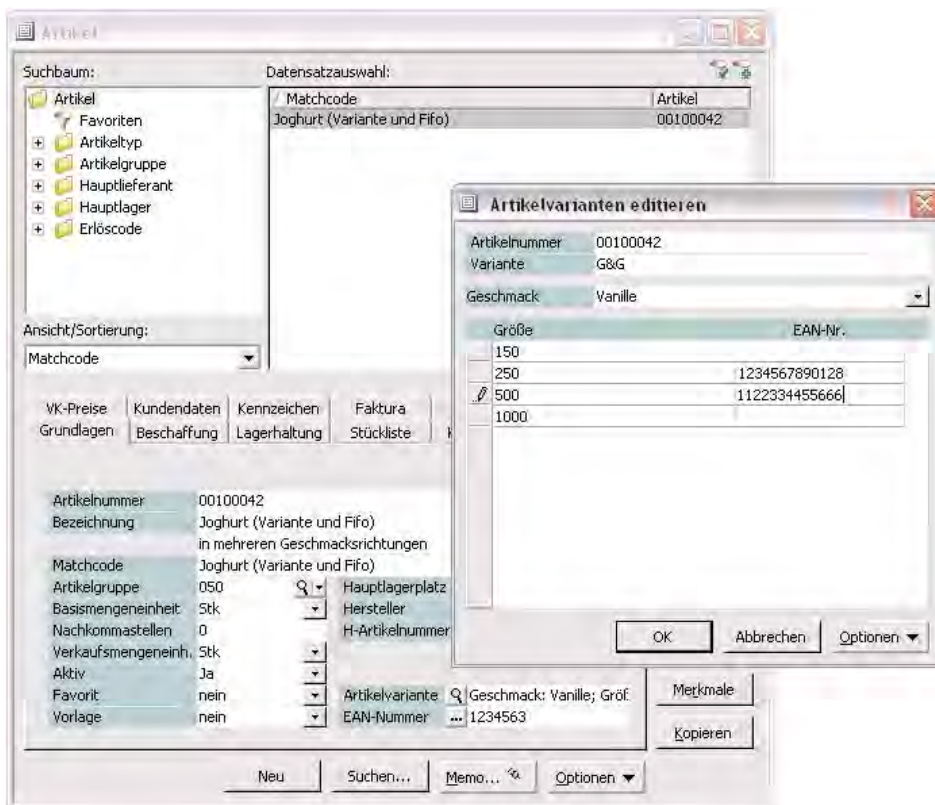 Artikel
Suchbaum:
Datensatzauswahl:
Artikel
Favoriten
Artikeltyp
Artikelgruppe
Hauptlieferant
Hauptlager
Erlöscode
Matchcode Artikel
Joghurt (Variante und Fifo) 00100042
Ansicht/Sortierung:
Matchcode
VK-Preise Kundendaten Kennzeichen Faktura
Grundlagen Beschaffung Lagerhaltung Stückliste
Artikelnummer 00100042
Bezeichnung Joghurt (Variante und Fifo)
in mehreren Geschmacksrichtungen
Matchcode Joghurt (Variante und Fifo)
Artikelgruppe 050 Hauptlagerplatz
Basismengeneinheit Stk Hersteller
Nachkommastellen 0 H-Artikelnummer
Verkaufsmengeneinh. Stk
Aktiv Ja
Favorit nein Artikelvariante Geschmack: Vanille; Größ
Vorlage nein EAN-Nummer ... 1234563
Merkmale
Kopieren
Neu Suchen... Memo... Optionen
Artikelvarianten editieren
Artikelnummer 00100042
Variante G&G
Geschmack Vanille
Größe EAN-Nr.
150
250 1234567890128
500 1122334455666
1000
OK Abbrechen Optionen